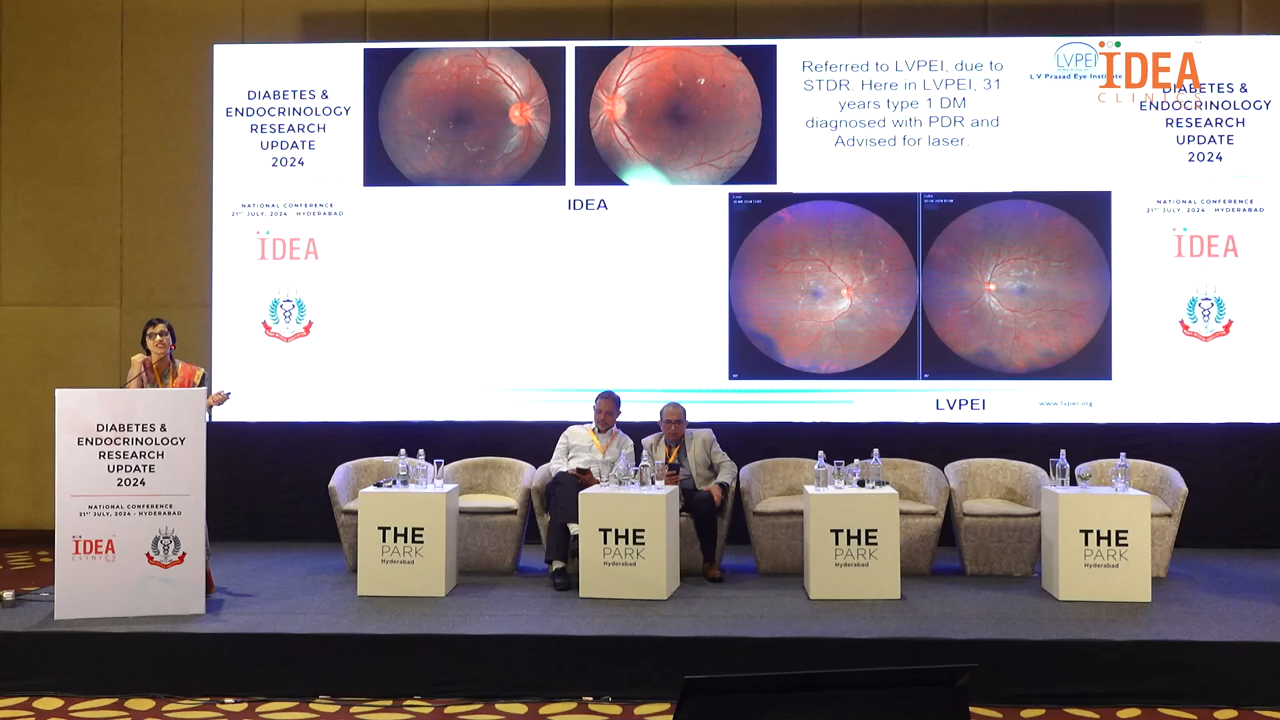 DIABETES &
ENDOCRINOLOGY
RESEARCH
UPDATE
2024
NATIONAL CONFERENCE
21ST JULY, 2024 - HYDERABAD
IDEA
Referred to LVPEI, due to
STDR. Here in LVPEI, 31
years type 1 DM
diagnosed with PDR and
Advised for laser.
IDEA
LVPEI
L V Prasad Eye Institute
IDEA
CLINICS
DIABETES &
ENDOCRINOLOGY
RESEARCH
UPDATE
2024
NATIONAL CONFERENCE
21ST JULY, 2024 - HYDERABAD
IDEA
LVPEI
www.lvpei.org
DIABETES &
ENDOCRINOLOGY
RESEARCH
UPDATE
2024
NATIONAL CONFERENCE
21ST JULY, 2024 - HYDERABAD
IDEA
CLINICS
THE
PARK
Hyderabad
THE
PARK
Hyderabad
THE
PARK
Hyderabad
THE
PARK
Hyderabad